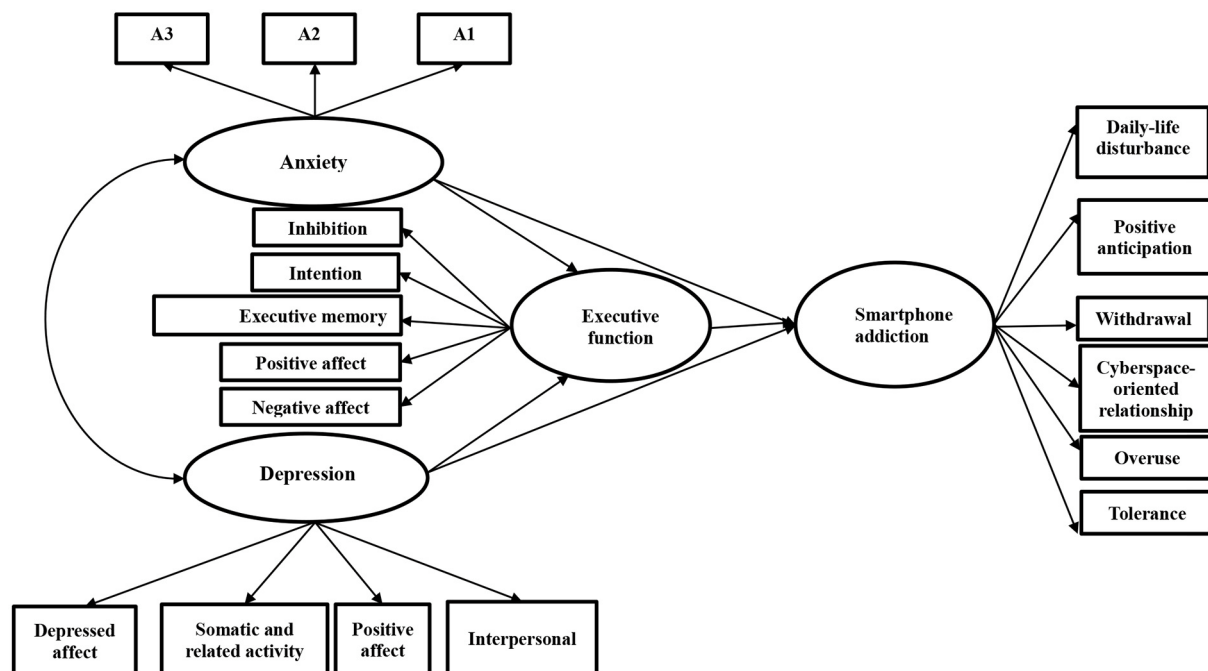 A3
A2
A1
Anxiety
Inhibition
Intention
Executive memory
Positive affect
Negative affect
Depression
Depressed
affect
Somatic and
related activity
Positive
affect
Interpersonal
Executive
function
Smartphone
addiction
Daily-life
disturbance
Positive
anticipation
Withdrawal
Cyberspace-
oriented
relationship
Overuse
Tolerance